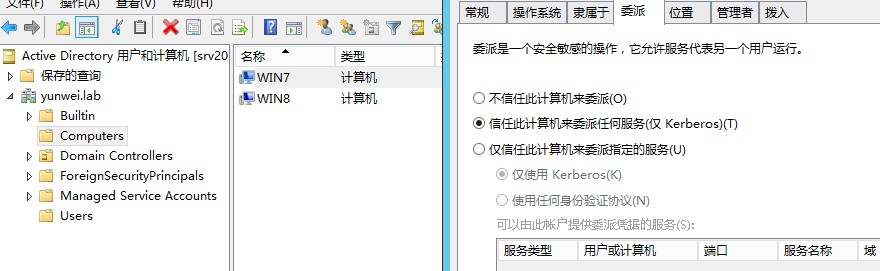 文件(F) 操作(A) 查看(V) 帮助(H)
Active Directory 用户和计算机 [srv20
保存的查询
yunwei.lab
Builtin
Computers
Domain Controllers
ForeignSecurityPrincipals
Managed Service Accounts
Users
名称 类型
WIN7 计算机
WIN8 计算机
常规 操作系统 隶属于 委派 位置 管理者 拨入
委派是一个安全敏感的操作，它允许服务代表另一个用户运行。
不信任此计算机来委派(O)
信任此计算机来委派任何服务(仅 Kerberos)(T)
仅信任此计算机来委派指定的服务(U)
仅使用 Kerberos(K)
使用任何身份验证协议(N)
可以由此帐户提供委派凭据的服务(S):
服务类型 用户或计算机 端口 服务名称 域